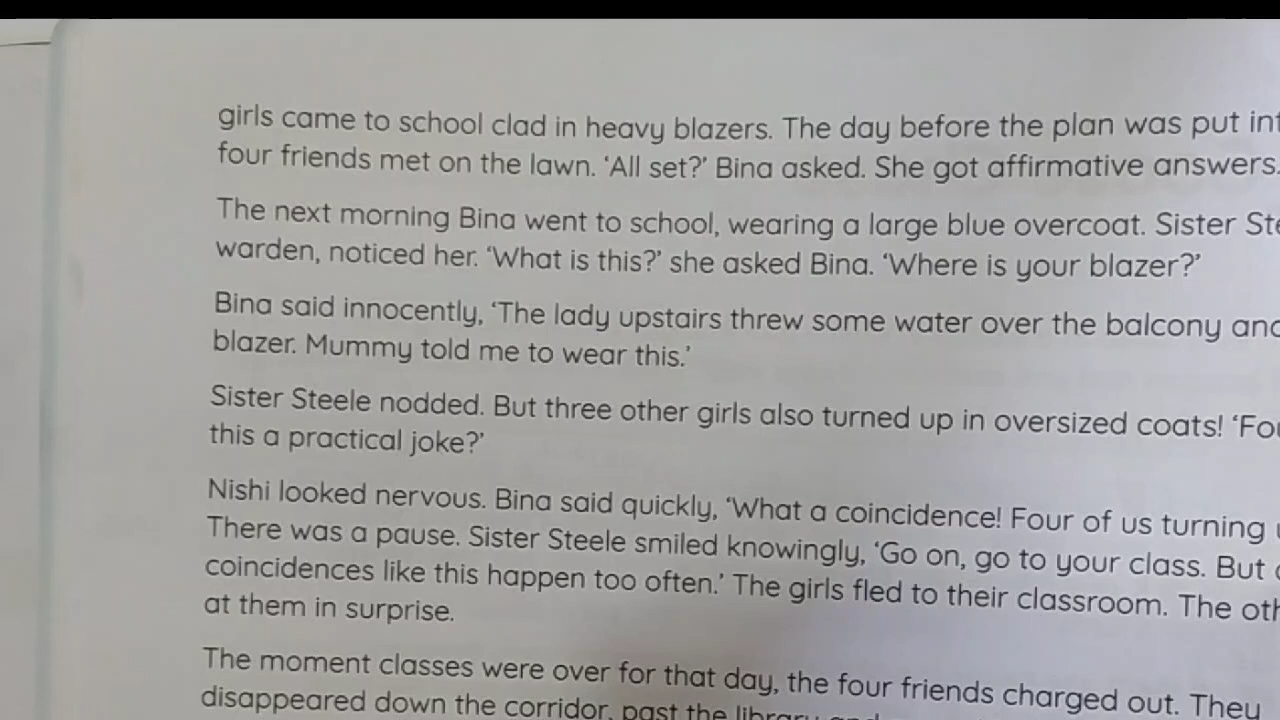 girls came to school clad in heavy blazers. The day before the plan was put
four friends met on the lawn. ‘All set?’ Bina asked. She got affirmative answers.
The next morning Bina went to school, wearing a large blue overcoat. Sister
warden, noticed her. ‘What is this?’ she asked Bina. ‘Where is your blazer?’
Bina said innocently, ‘The lady upstairs threw some water over the balcony
blazer. Mummy told me to wear this.’
Sister Steele nodded. But three other girls also turned up in oversized coats!
this a practical joke?’
Nishi looked nervous. Bina said quickly, ‘What a coincidence! Four of us turning
There was a pause. Sister Steele smiled knowingly, ‘Go on, go to your class. But
coincidences like this happen too often.’ The girls fled to their classroom. The
at them in surprise.
The moment classes were over for that day, the four friends charged out. They
disappeared down the corridor, past the library